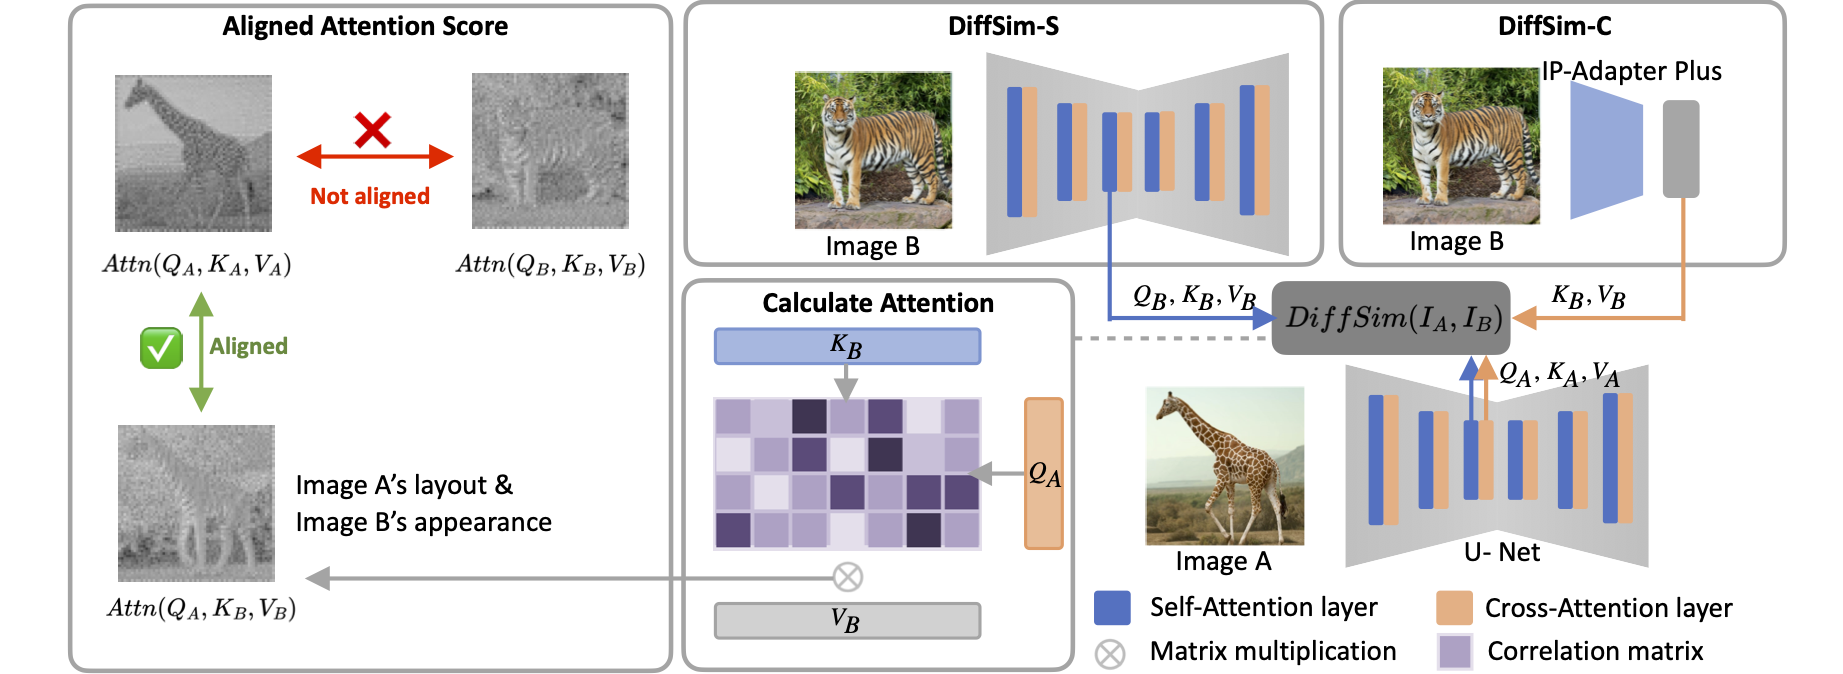 Aligned Attention Score
Not aligned
Attn(Q_A, K_A, V_A)
Attn(Q_B, K_B, V_B)
Aligned
Image A's layout &
Image B's appearance
Attn(Q_A, K_B, V_B)
DiffSim-S
Image B
DiffSim-C
IP-Adapter Plus
Image B
Calculate Attention
K_B
Q_A
V_B
Q_B, K_B, V_B
DiffSim(I_A, I_B)
K_B, V_B
Q_A, K_A, V_A
Image A
U- Net
Self-Attention layer
Cross-Attention layer
Matrix multiplication
Correlation matrix